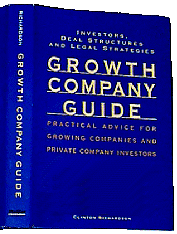 RICHARDSON
GROWTH COMPANY GUIDE
INVESTORS,
DEAL STRUCTURES
AND LEGAL STRATEGIES
GROWTH
COMPANY
GUIDE
PRACTICAL ADVICE FOR
GROWING COMPANIES AND
PRIVATE COMPANY INVESTORS
CLINTON RICHARDSON